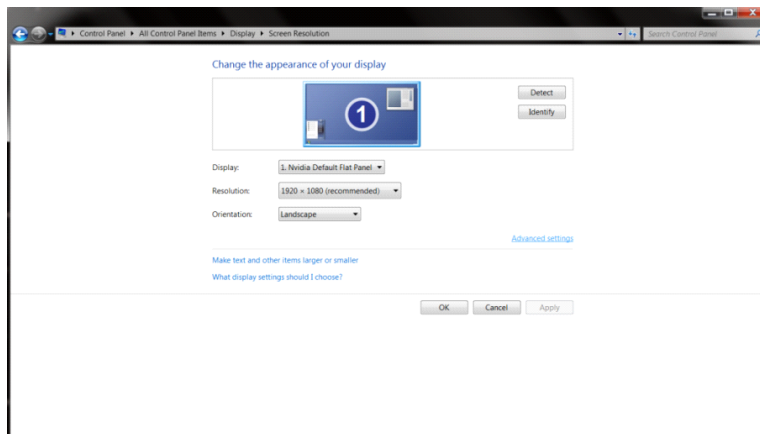 Control Panel ▸ All Control Panel Items ▸ Display ▸ Screen Resolution
Search Control Panel
Change the appearance of your display
1
Detect
Identify
Display: 1. Nvidia Default Flat Panel
Resolution: 1920 × 1080 (recommended)
Orientation: Landscape
Advanced settings
Make text and other items larger or smaller
What display settings should I choose?
OK Cancel Apply